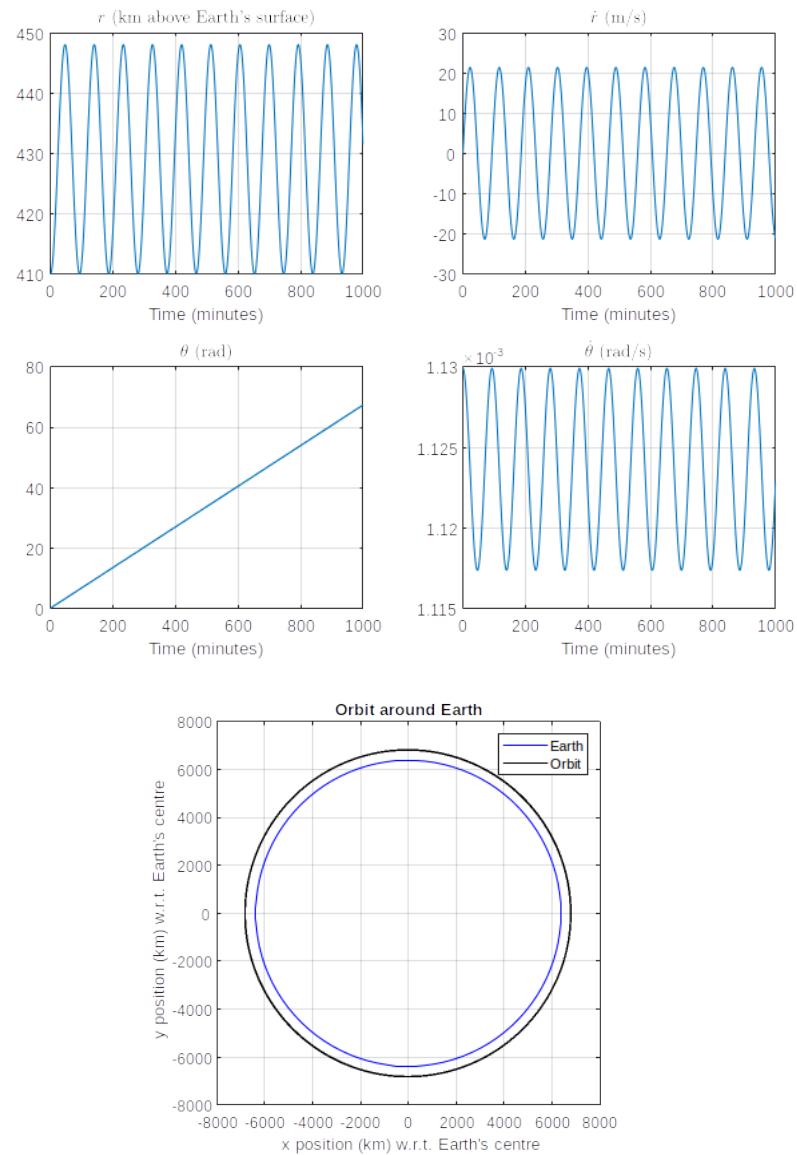 r (km above Earth's surface)
450
440
430
420
410
0 200 400 600 800 1000
Time (minutes)
ṙ (m/s)
30
20
10
0
-10
-20
-30
0 200 400 600 800 1000
Time (minutes)
θ (rad)
80
60
40
20
0
0 200 400 600 800 1000
Time (minutes)
×10⁻³ θ̇ (rad/s)
1.13
1.125
1.12
1.115
0 200 400 600 800 1000
Time (minutes)
Orbit around Earth
8000
6000
4000
2000
0
-2000
-4000
-6000
-8000
y position (km) w.r.t. Earth's centre
Earth
Orbit
-8000 -6000 -4000 -2000 0 2000 4000 6000 8000
x position (km) w.r.t. Earth's centre